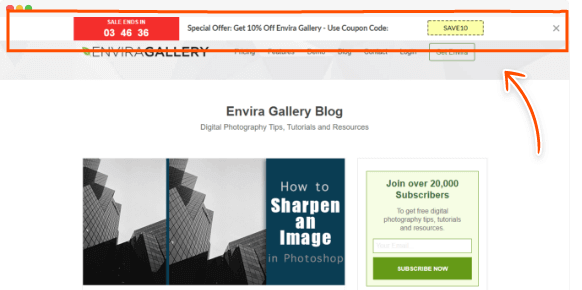 SALE ENDS IN
03 46 36
Special Offer: Get 10% Off Envira Gallery - Use Coupon Code:
SAVE10
ENVIRAGALLERY
Pricing Features Demo Blog Contact Login Get Envira
Envira Gallery Blog
Digital Photography Tips, Tutorials and Resources
How to
Sharpen
an
Image
in Photoshop
Join over 20,000
Subscribers
To get free digital
photography tips, tutorials
and resources.
Your Email
SUBSCRIBE NOW